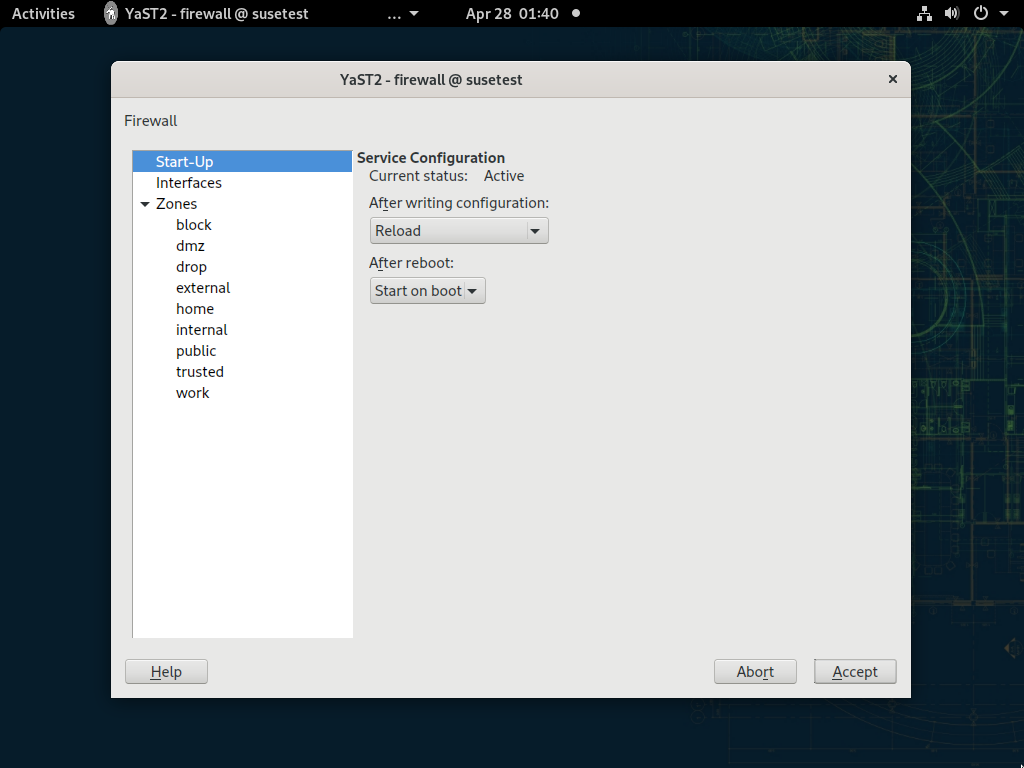 Activities YaST2 - firewall @ susetest ... Apr 28 01:40
YaST2 - firewall @ susetest
Firewall
Start-Up
Interfaces
Zones
block
dmz
drop
external
home
internal
public
trusted
work
Service Configuration
Current status: Active
After writing configuration:
Reload
After reboot:
Start on boot
Help Abort Accept